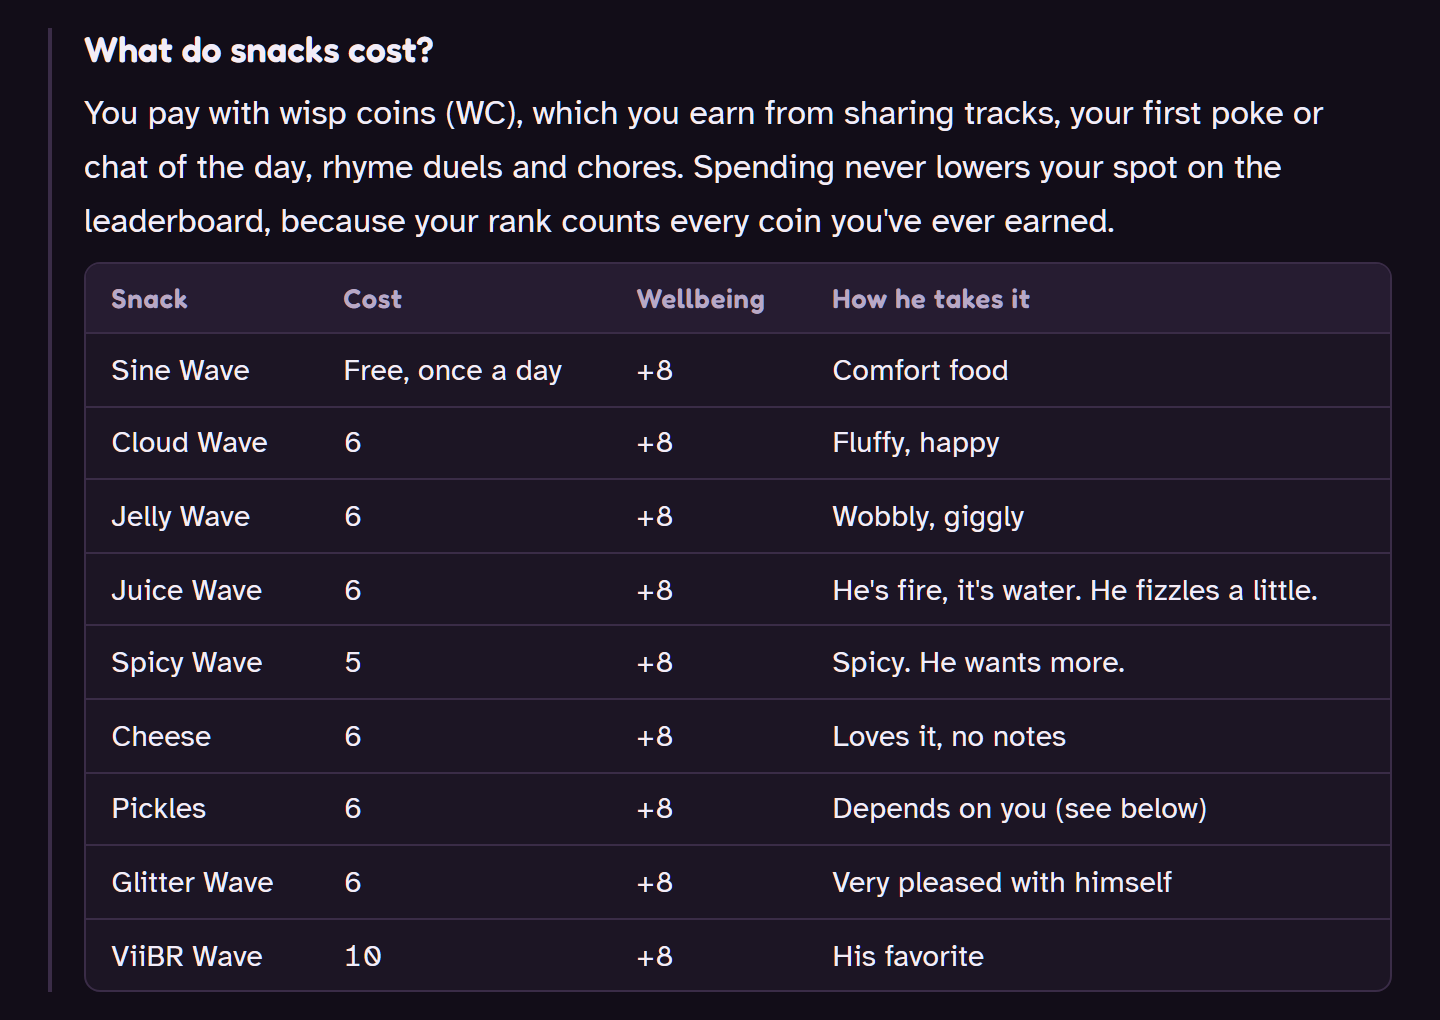 What do snacks cost?
You pay with wisp coins (WC), which you earn from sharing tracks, your first poke or
chat of the day, rhyme duels and chores. Spending never lowers your spot on the
leaderboard, because your rank counts every coin you've ever earned.
Snack Cost Wellbeing How he takes it
Sine Wave Free, once a day +8 Comfort food
Cloud Wave 6 +8 Fluffy, happy
Jelly Wave 6 +8 Wobbly, giggly
Juice Wave 6 +8 He's fire, it's water. He fizzles a little.
Spicy Wave 5 +8 Spicy. He wants more.
Cheese 6 +8 Loves it, no notes
Pickles 6 +8 Depends on you (see below)
Glitter Wave 6 +8 Very pleased with himself
ViiBR Wave 10 +8 His favorite